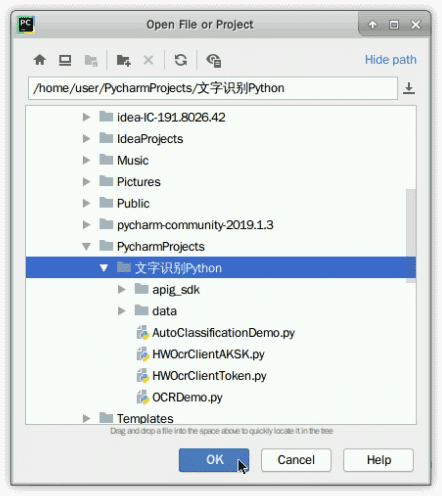 PC
Open File or Project
Hide path
/home/user/PycharmProjects/文字识别Python
idea-IC-191.8026.42
IdeaProjects
Music
Pictures
Public
pycharm-community-2019.1.3
PycharmProjects
文字识别Python
apig_sdk
data
AutoClassificationDemo.py
HWOcrClientAKSK.py
HWOcrClientToken.py
OCRDemo.py
Templates
Drag and drop a file into the space above to quickly locate it in the tree
OK Cancel Help